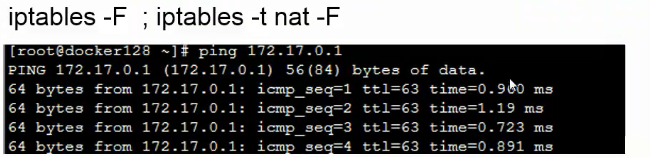 iptables -F  ; iptables -t nat -F
[root@docker128 ~]# ping 172.17.0.1
PING 172.17.0.1 (172.17.0.1) 56(84) bytes of data.
64 bytes from 172.17.0.1: icmp_seq=1 ttl=63 time=0.900 ms
64 bytes from 172.17.0.1: icmp_seq=2 ttl=63 time=1.19 ms
64 bytes from 172.17.0.1: icmp_seq=3 ttl=63 time=0.723 ms
64 bytes from 172.17.0.1: icmp_seq=4 ttl=63 time=0.891 ms